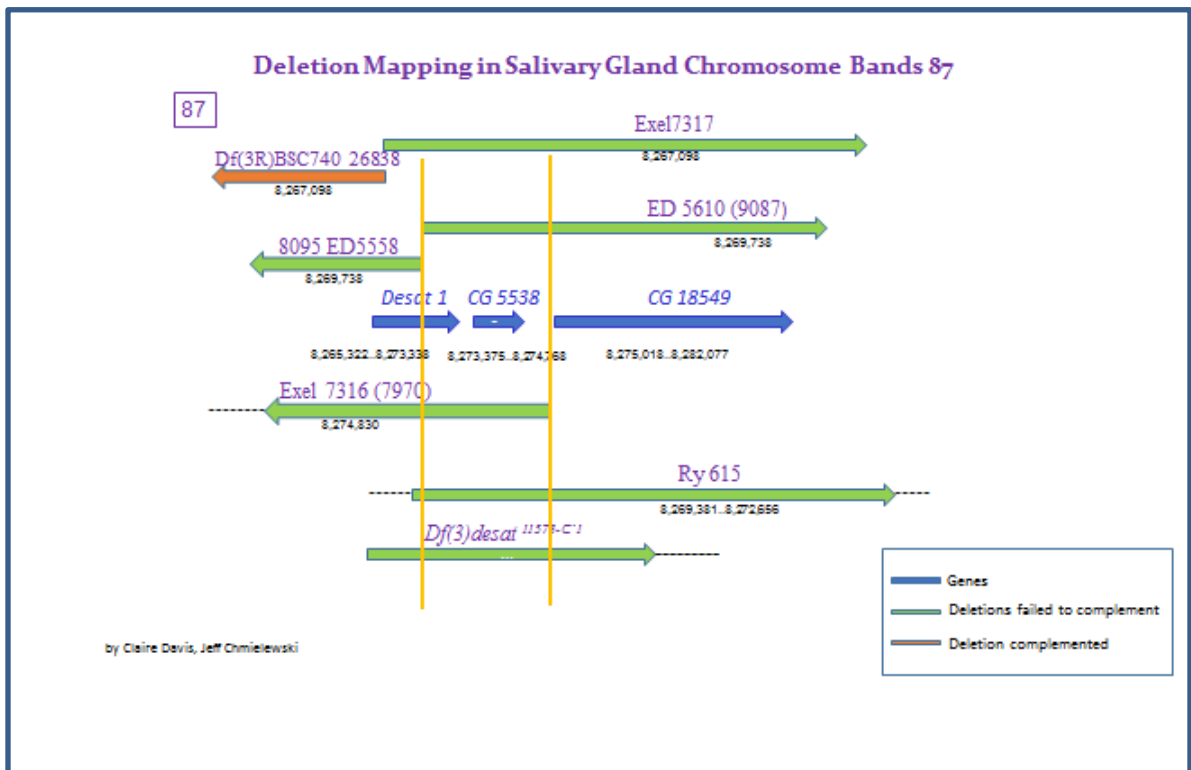 Deletion Mapping in Salivary Gland Chromosome Bands 87
87
Exel7317
8,267,098
Df(3R)BSC740 26838
8,267,098
ED 5610 (9087)
8,269,738
8095 ED5558
8,269,738
Desat 1 CG 5538 CG 18549
8,265,322..8,273,338 8,273,375..8,274,768 8,275,018..8,282,077
Exel 7316 (7970)
8,274,830
Ry 615
8,269,381..8,272,656
Df(3)desat
...
Genes
Deletions failed to complement
Deletion complemented
by Claire Davis, Jeff Chmielewski